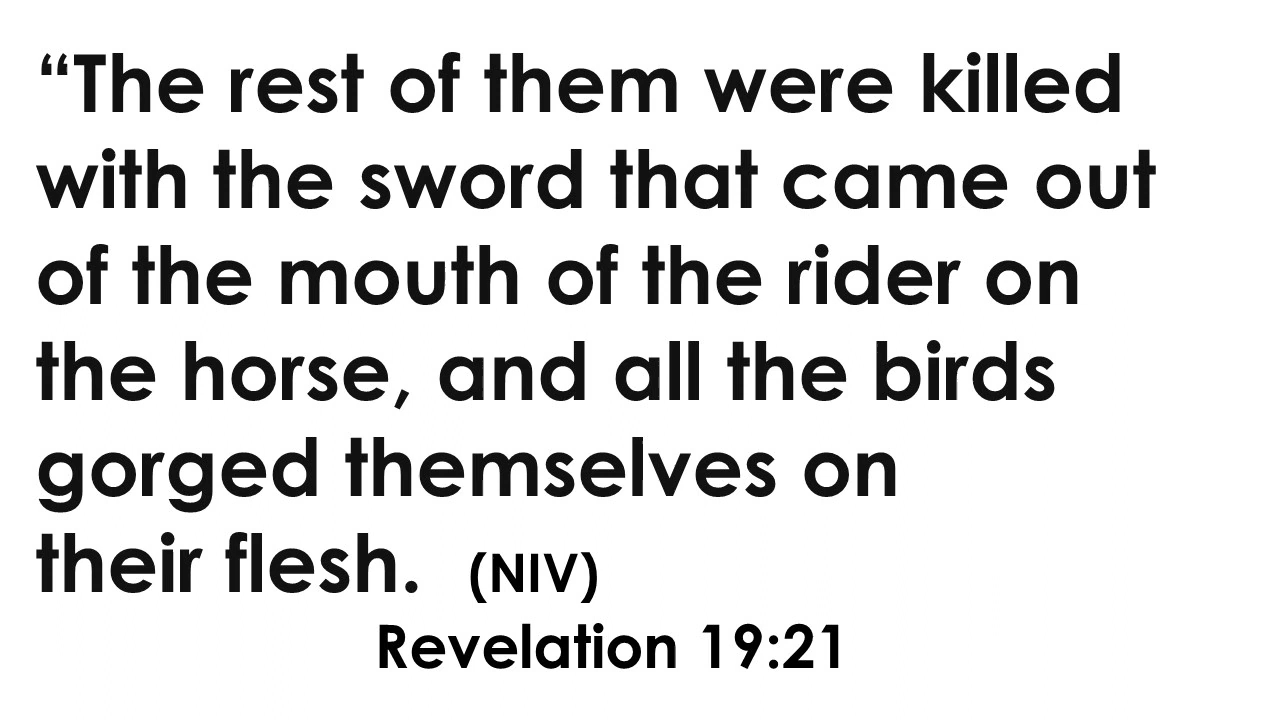 “The rest of them were killed
with the sword that came out
of the mouth of the rider on
the horse, and all the birds
gorged themselves on
their flesh. (NIV)
Revelation 19:21